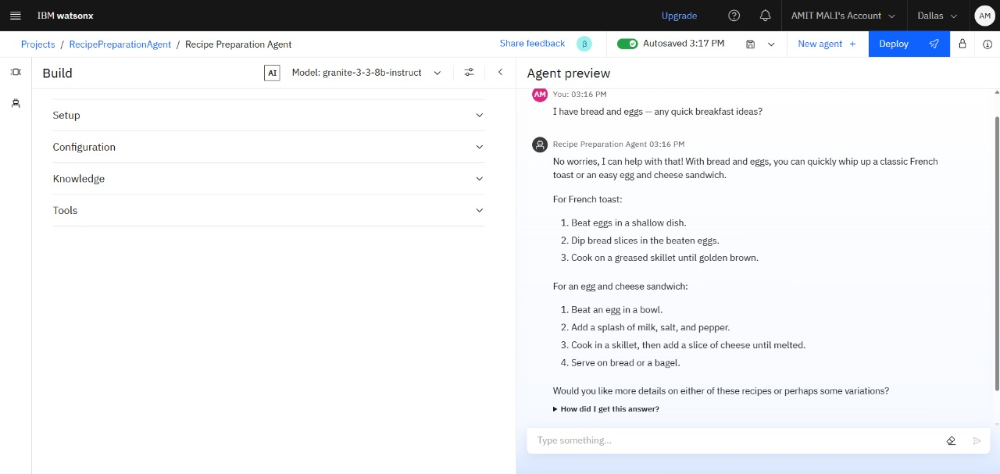 IBM watsonx
Upgrade
AMIT MALI's Account
Dallas
AM
Projects / RecipePreparationAgent / Recipe Preparation Agent
Share feedback
β
Autosaved 3:17 PM
New agent +
Deploy
Build
AI
Model: granite-3-3-8b-instruct
Setup
Configuration
Knowledge
Tools
Agent preview
AM
You: 03:16 PM
I have bread and eggs — any quick breakfast ideas?
Recipe Preparation Agent 03:16 PM
No worries, I can help with that! With bread and eggs, you can quickly whip up a classic French
toast or an easy egg and cheese sandwich.
For French toast:
1. Beat eggs in a shallow dish.
2. Dip bread slices in the beaten eggs.
3. Cook on a greased skillet until golden brown.
For an egg and cheese sandwich:
1. Beat an egg in a bowl.
2. Add a splash of milk, salt, and pepper.
3. Cook in a skillet, then add a slice of cheese until melted.
4. Serve on bread or a bagel.
Would you like more details on either of these recipes or perhaps some variations?
How did I get this answer?
Type something...